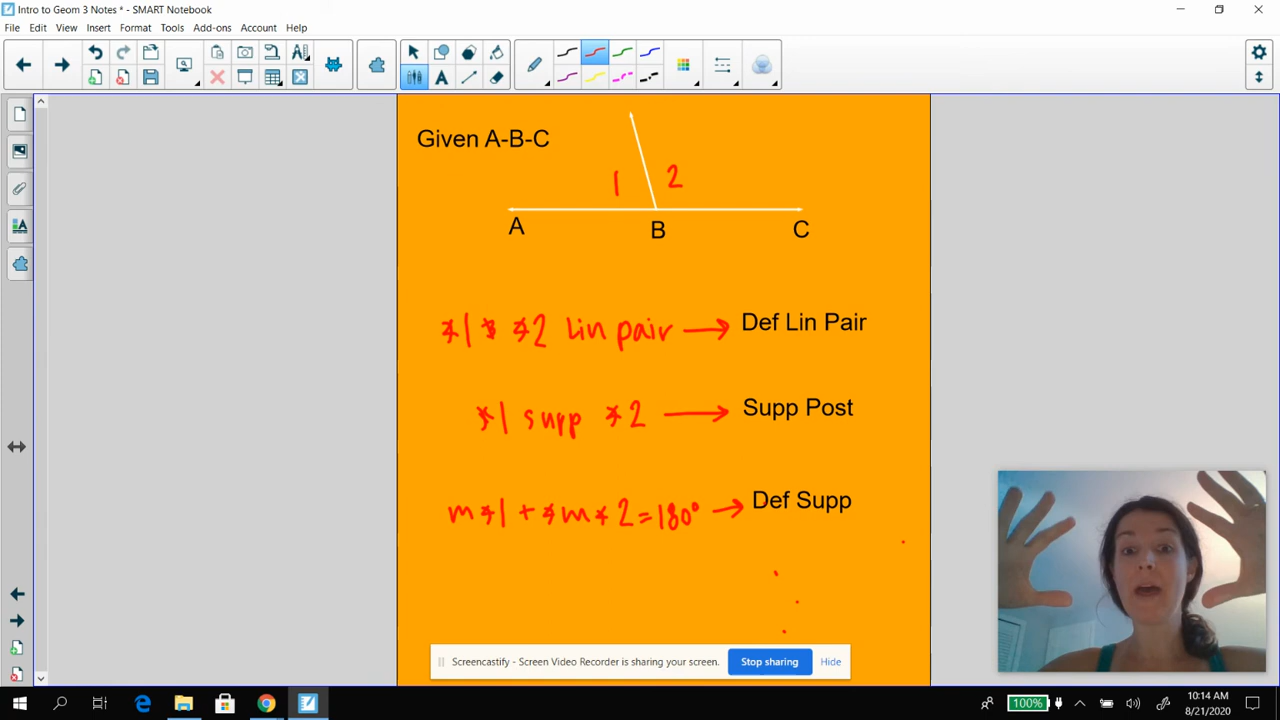 Intro to Geom 3 Notes * - SMART Notebook
File Edit View Insert Format Tools Add-ons Account Help
Given A-B-C
1 2
A B C
∡1 & ∡2 lin pair → Def Lin Pair
∡1 supp ∡2 → Supp Post
m∡1 + ∡m∡2=180° → Def Supp
Screencastify - Screen Video Recorder is sharing your screen. Stop sharing Hide
100% 10:14 AM
8/21/2020